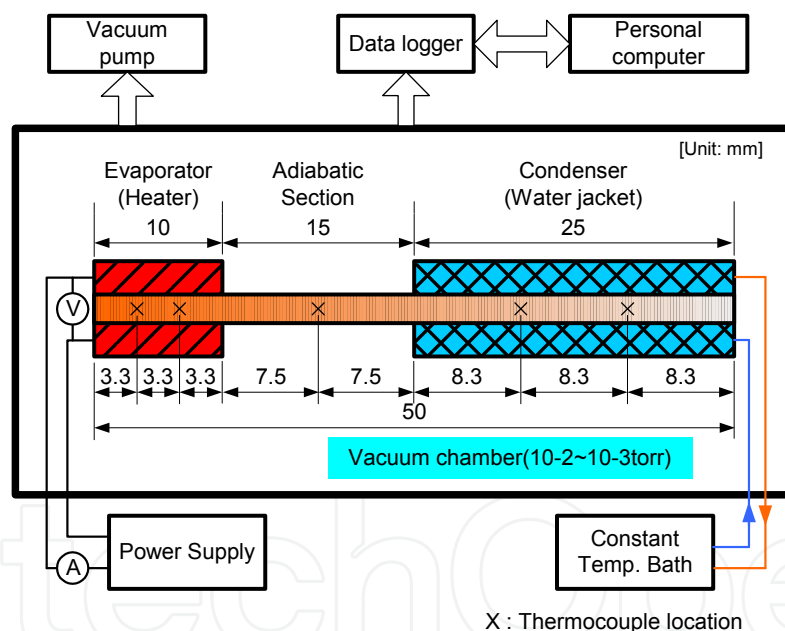 Vacuum
pump
Data logger
Personal
computer
[Unit: mm]
Evaporator
(Heater)
Adiabatic
Section
Condenser
(Water jacket)
10
15
25
V
3.3
3.3
3.3
7.5
7.5
8.3
8.3
8.3
50
Vacuum chamber(10-2~10-3torr)
A
Power Supply
Constant
Temp. Bath
X : Thermocouple location